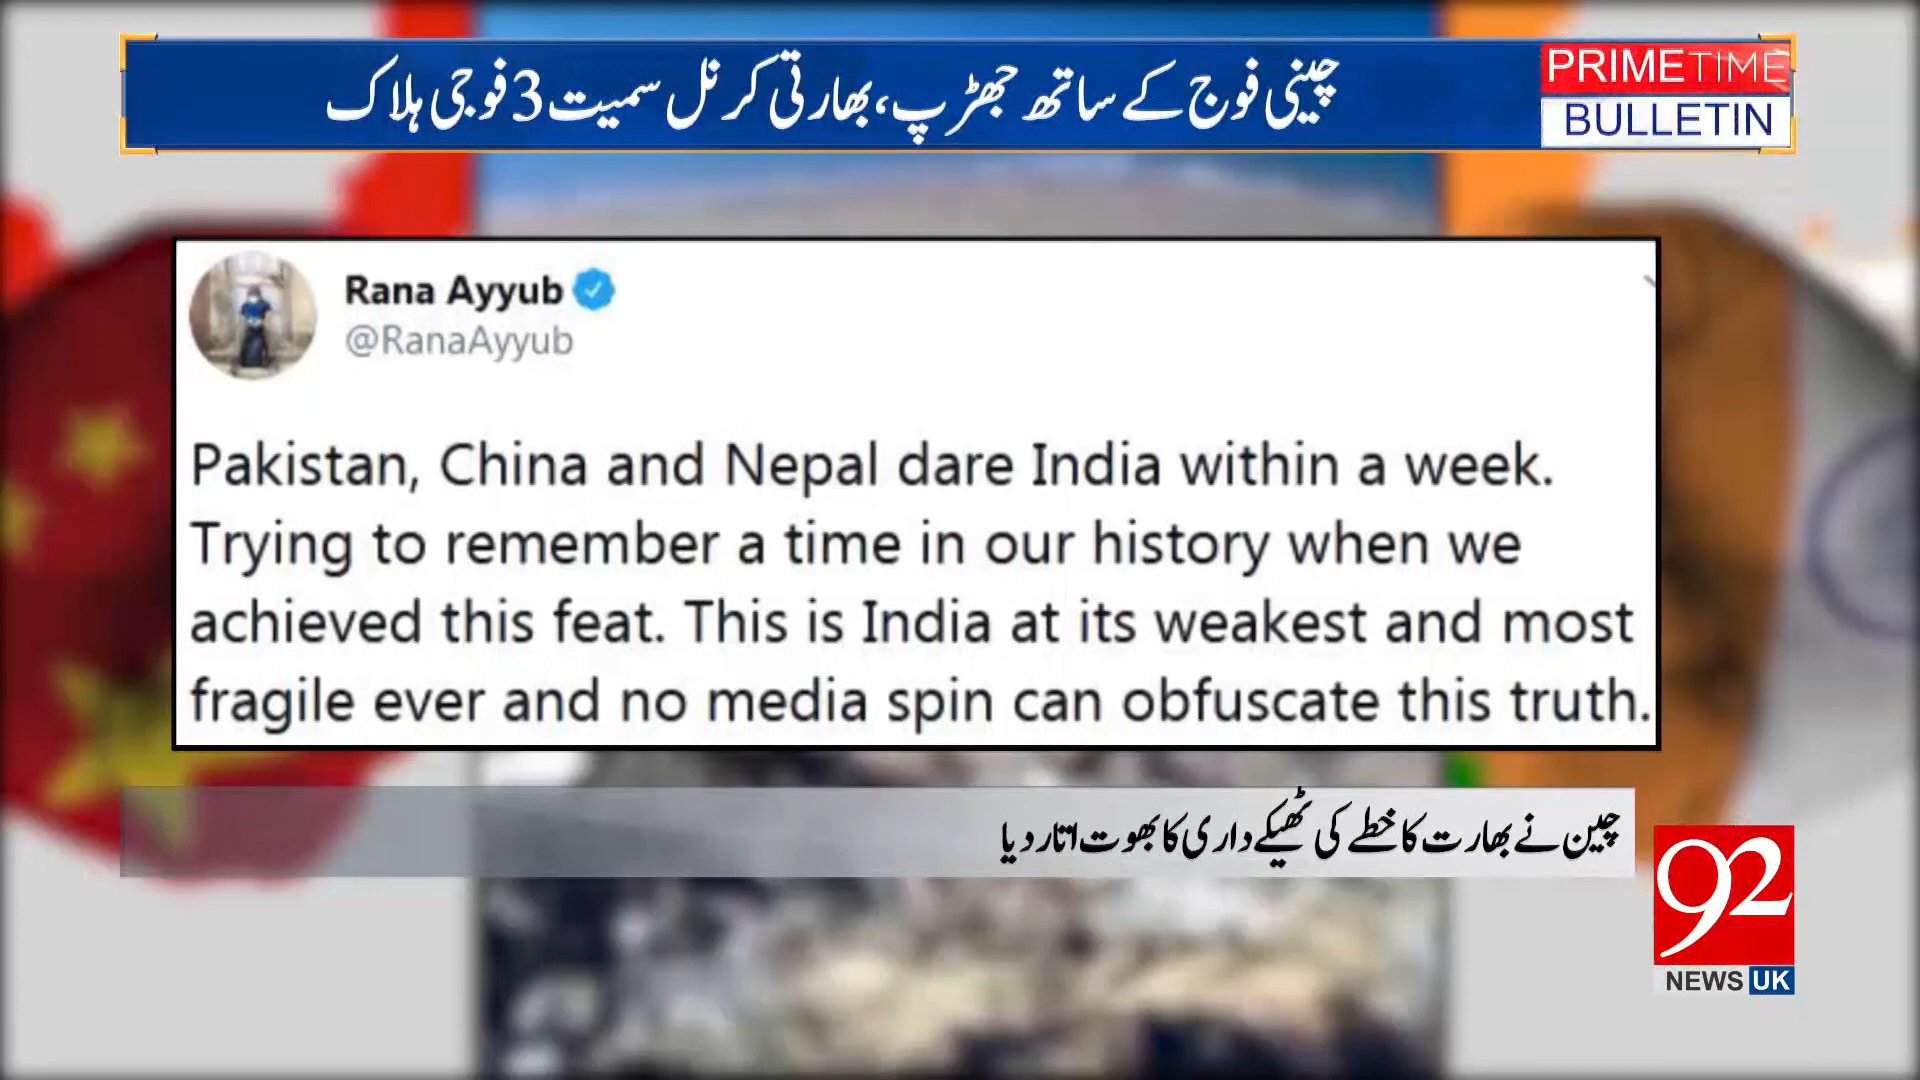 چینی فوج کے ساتھ جھڑپ، بھارتی کرنل سمیت 3 فوجی ہلاک
PRIMETIME
BULLETIN
Rana Ayyub
@RanaAyyub
Pakistan, China and Nepal dare India within a week.
Trying to remember a time in our history when we
achieved this feat. This is India at its weakest and most
fragile ever and no media spin can obfuscate this truth.
چین نے بھارت کا خطے کی ٹھیکے داری کا بھوت اتار دیا
92
NEWS UK